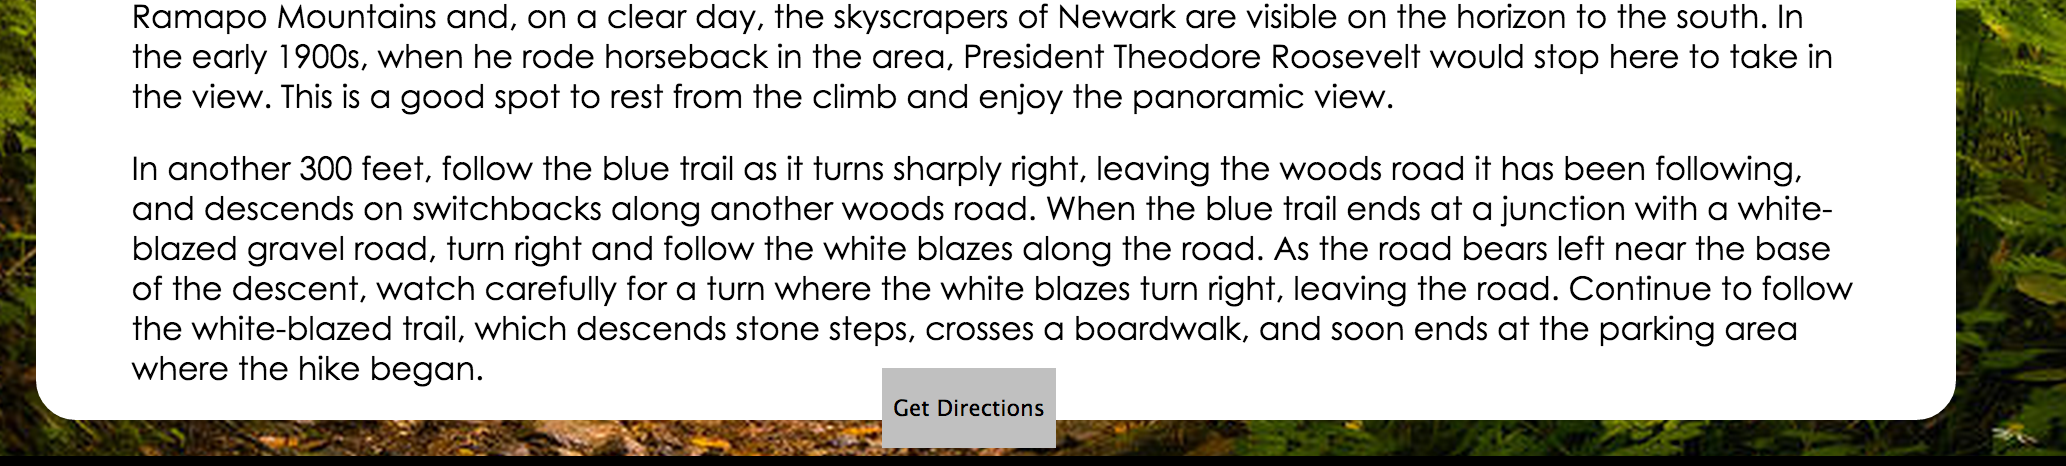 Ramapo Mountains and, on a clear day, the skyscrapers of Newark are visible on the horizon to the south. In
the early 1900s, when he rode horseback in the area, President Theodore Roosevelt would stop here to take in
the view. This is a good spot to rest from the climb and enjoy the panoramic view.
In another 300 feet, follow the blue trail as it turns sharply right, leaving the woods road it has been following,
and descends on switchbacks along another woods road. When the blue trail ends at a junction with a white-
blazed gravel road, turn right and follow the white blazes along the road. As the road bears left near the base
of the descent, watch carefully for a turn where the white blazes turn right, leaving the road. Continue to follow
the white-blazed trail, which descends stone steps, crosses a boardwalk, and soon ends at the parking area
where the hike began.
Get Directions